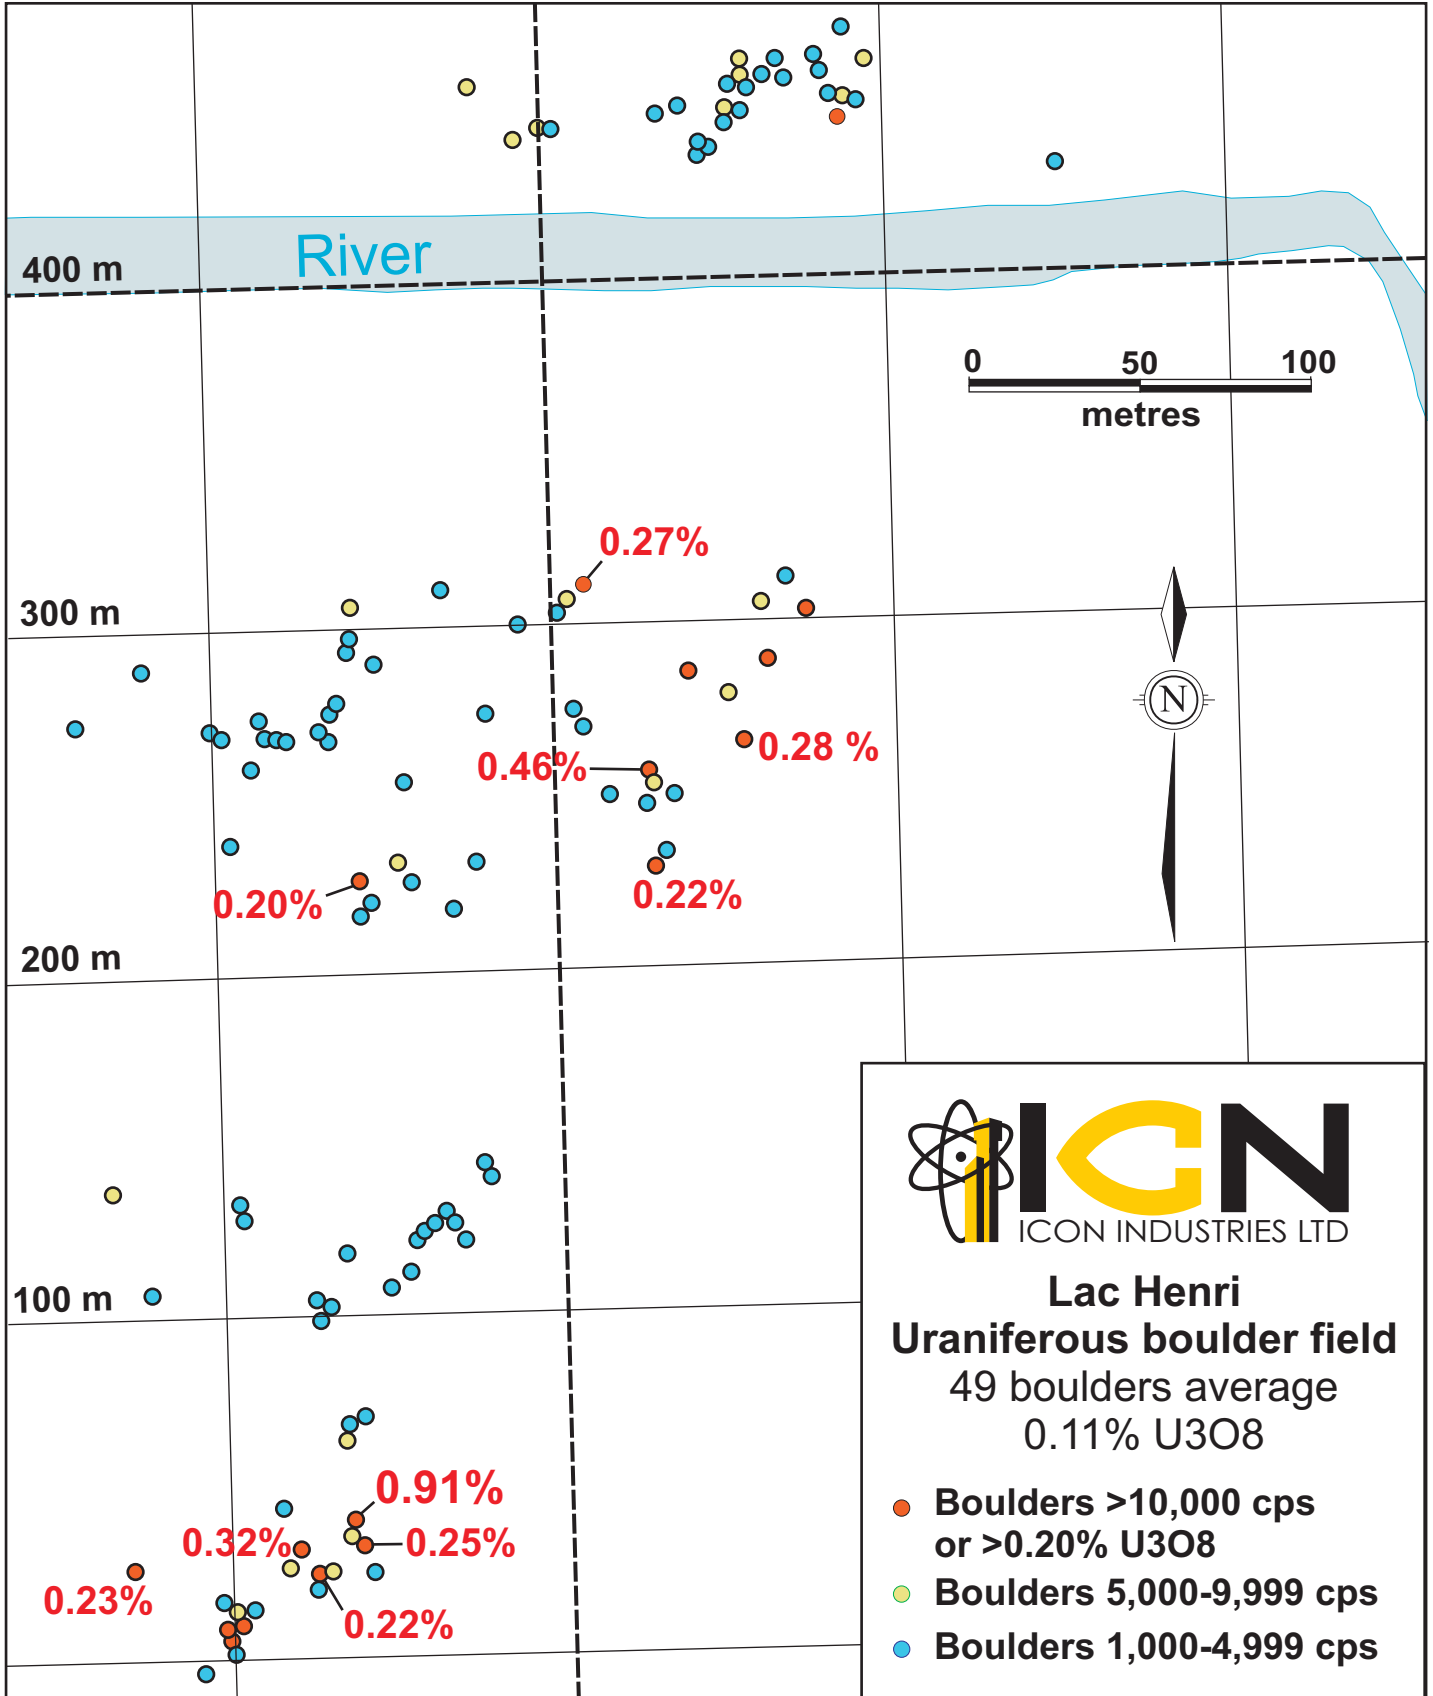 River
400 m
0 50 100
metres
0.27%
300 m
N
0.28 %
0.46%
0.20%
0.22%
200 m
100 m
ICN
ICON INDUSTRIES LTD
Lac Henri
Uraniferous boulder field
49 boulders average
0.11% U3O8
0.91%
0.32%
0.25%
0.23%
0.22%
Boulders >10,000 cps
or >0.20% U3O8
Boulders 5,000-9,999 cps
Boulders 1,000-4,999 cps